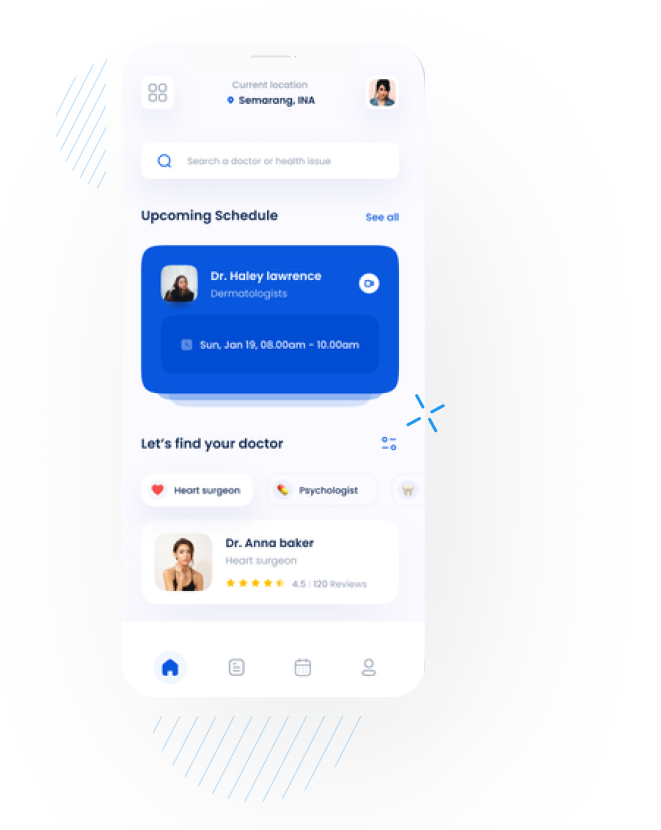 Current location
Semarang, INA
Search a doctor or health issue
Upcoming Schedule
See all
Dr. Haley lawrence
Dermatologists
Sun, Jan 19, 08.00am - 10.00am
Let's find your doctor
Heart surgeon
Psychologist
Dr. Anna baker
Heart surgeon
4.5 | 120 Reviews